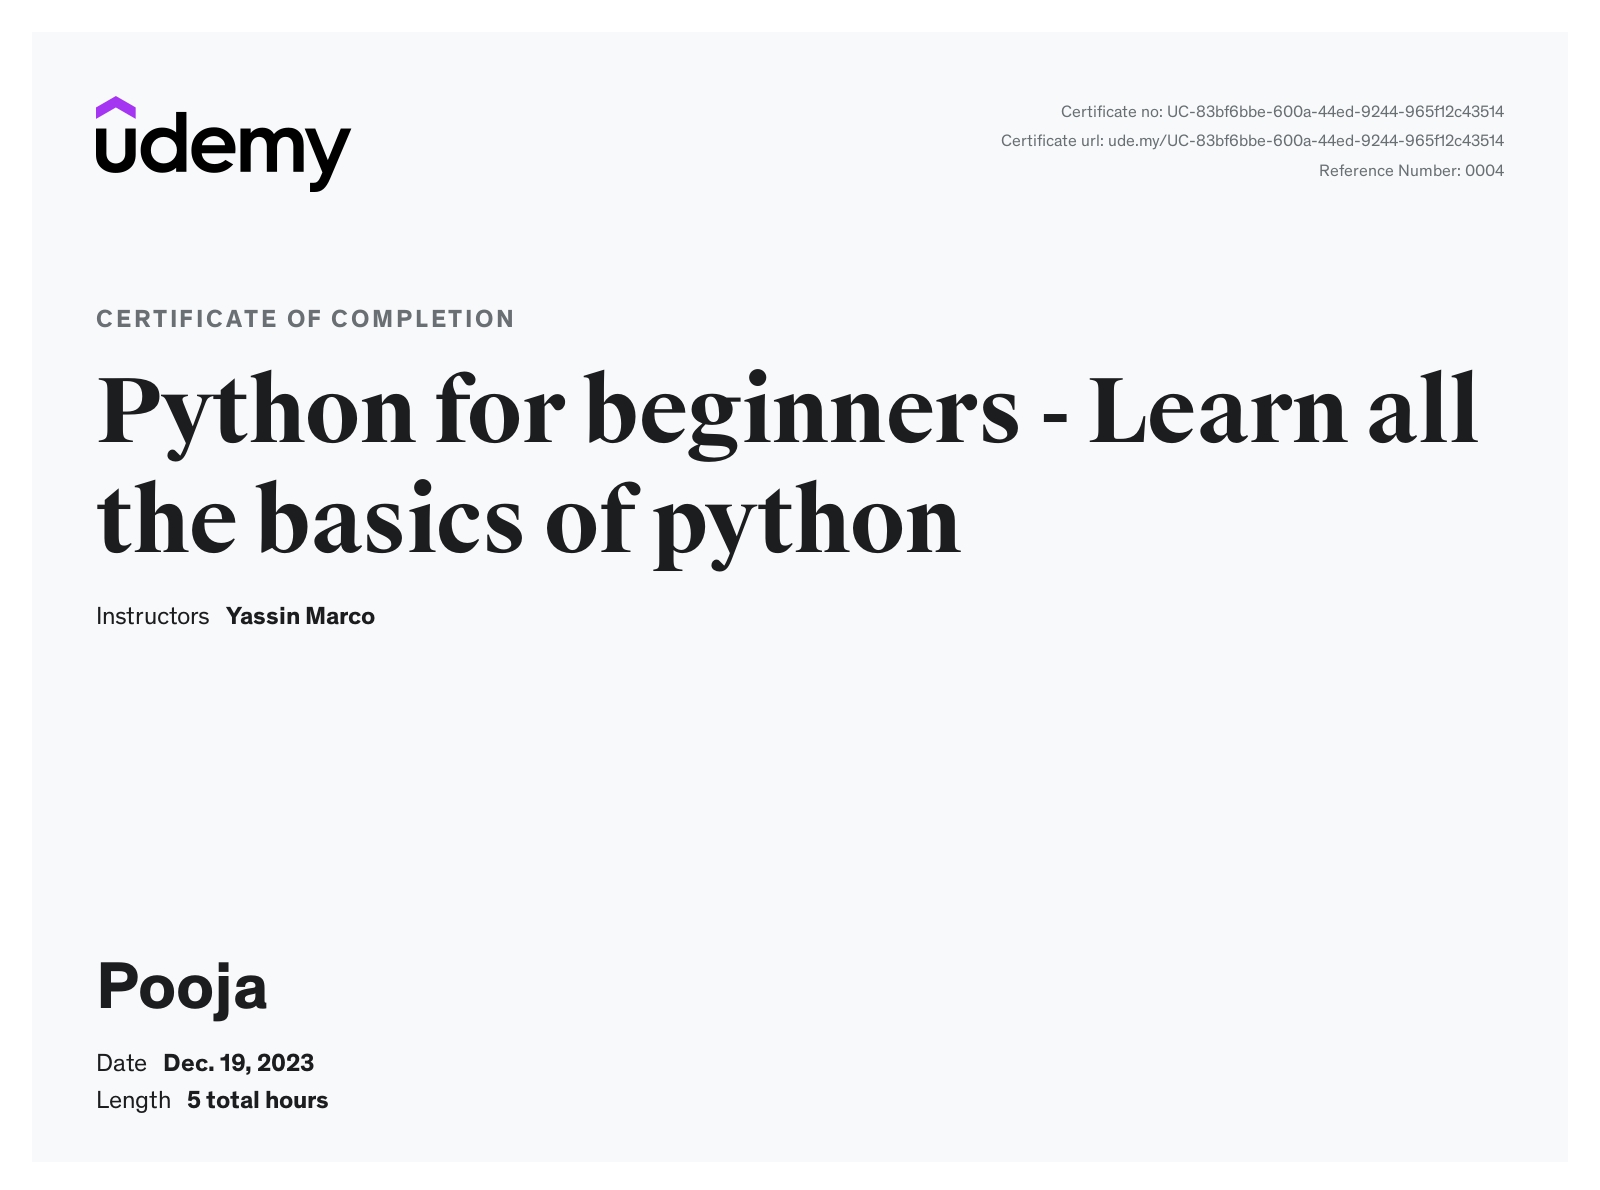 udemy
Certificate no: UC-83bf6bbe-600a-44ed-9244-965f12c43514
Certificate url: ude.my/UC-83bf6bbe-600a-44ed-9244-965f12c43514
Reference Number: 0004
CERTIFICATE OF COMPLETION
Python for beginners - Learn all
the basics of python
Instructors Yassin Marco
Pooja
Date Dec. 19, 2023
Length 5 total hours